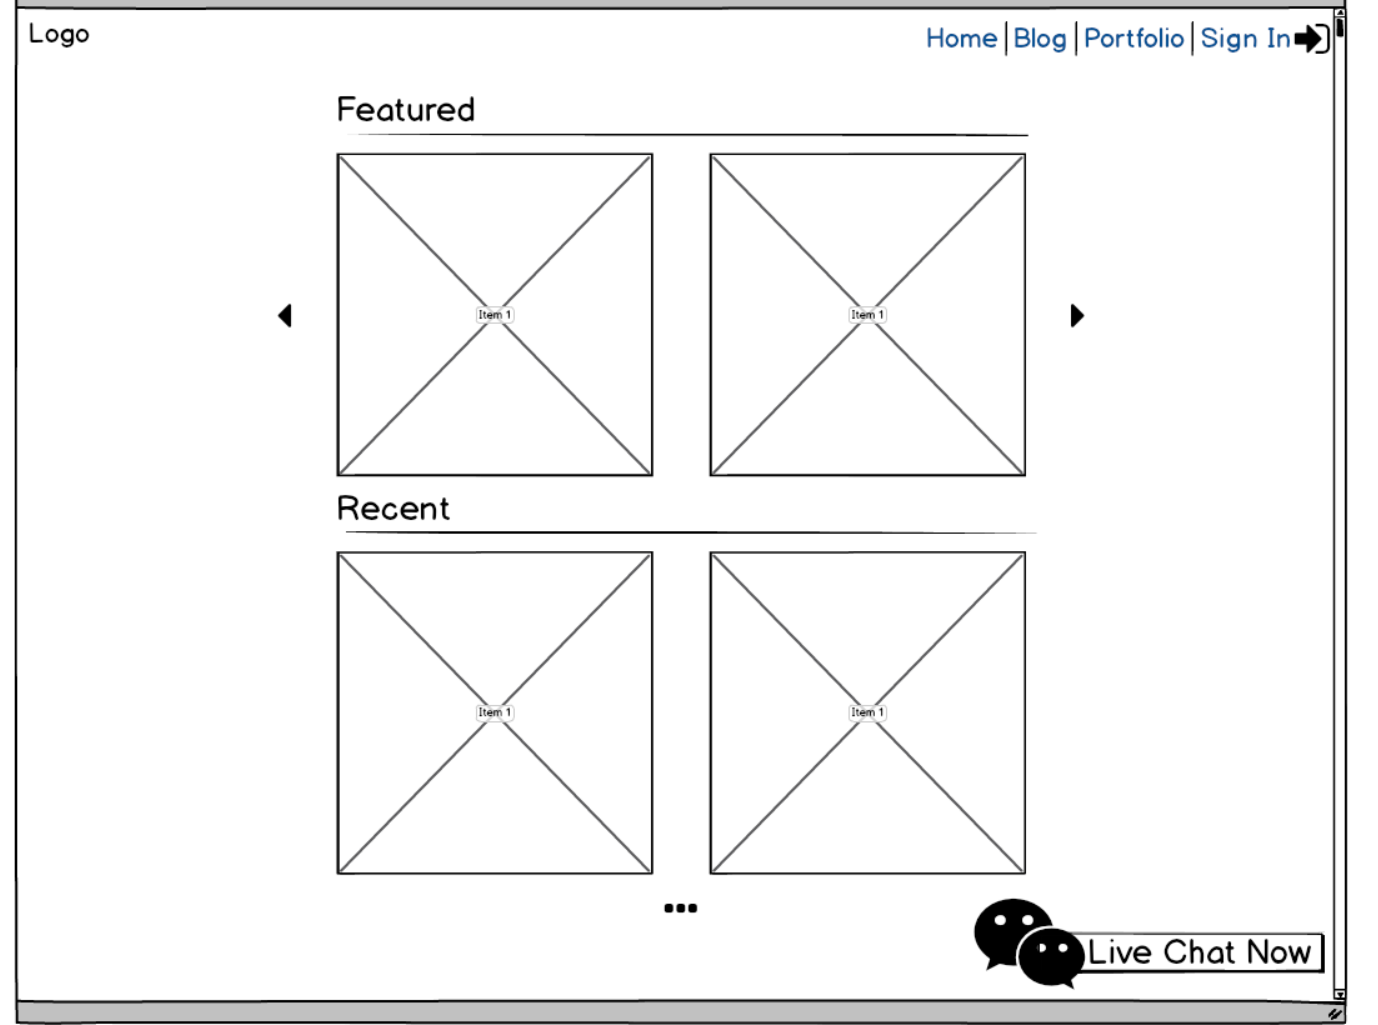 Logo
Home Blog Portfolio Sign In
Featured
Item 1 Item 1
Recent
Item 1 Item 1
Live Chat Now